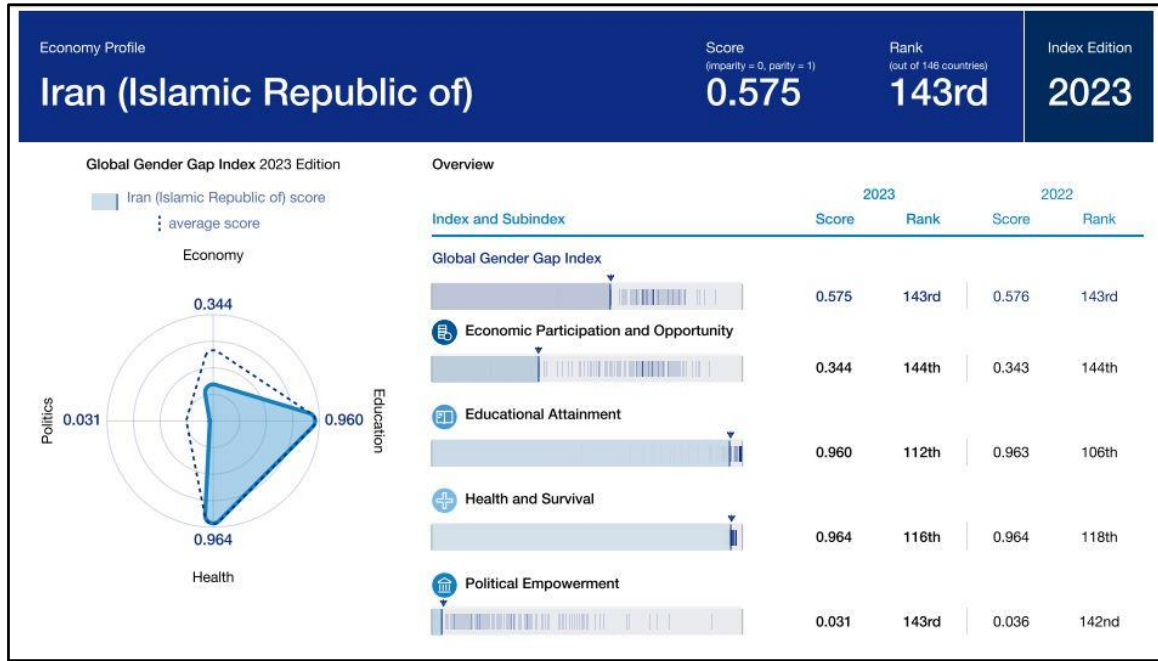 Economy Profile
Iran (Islamic Republic of)
Score
(imparity = 0, parity = 1)
0.575
Rank
(out of 146 countries)
143rd
Index Edition
2023
Global Gender Gap Index 2023 Edition
Iran (Islamic Republic of) score
average score
Economy
0.344
Education
0.960
Politics
0.031
0.964
Health
Overview
2023 2022
Index and Subindex Score Rank Score Rank
Global Gender Gap Index
0.575 143rd 0.576 143rd
Economic Participation and Opportunity
0.344 144th 0.343 144th
Educational Attainment
0.960 112th 0.963 106th
Health and Survival
0.964 116th 0.964 118th
Political Empowerment
0.031 143rd 0.036 142nd